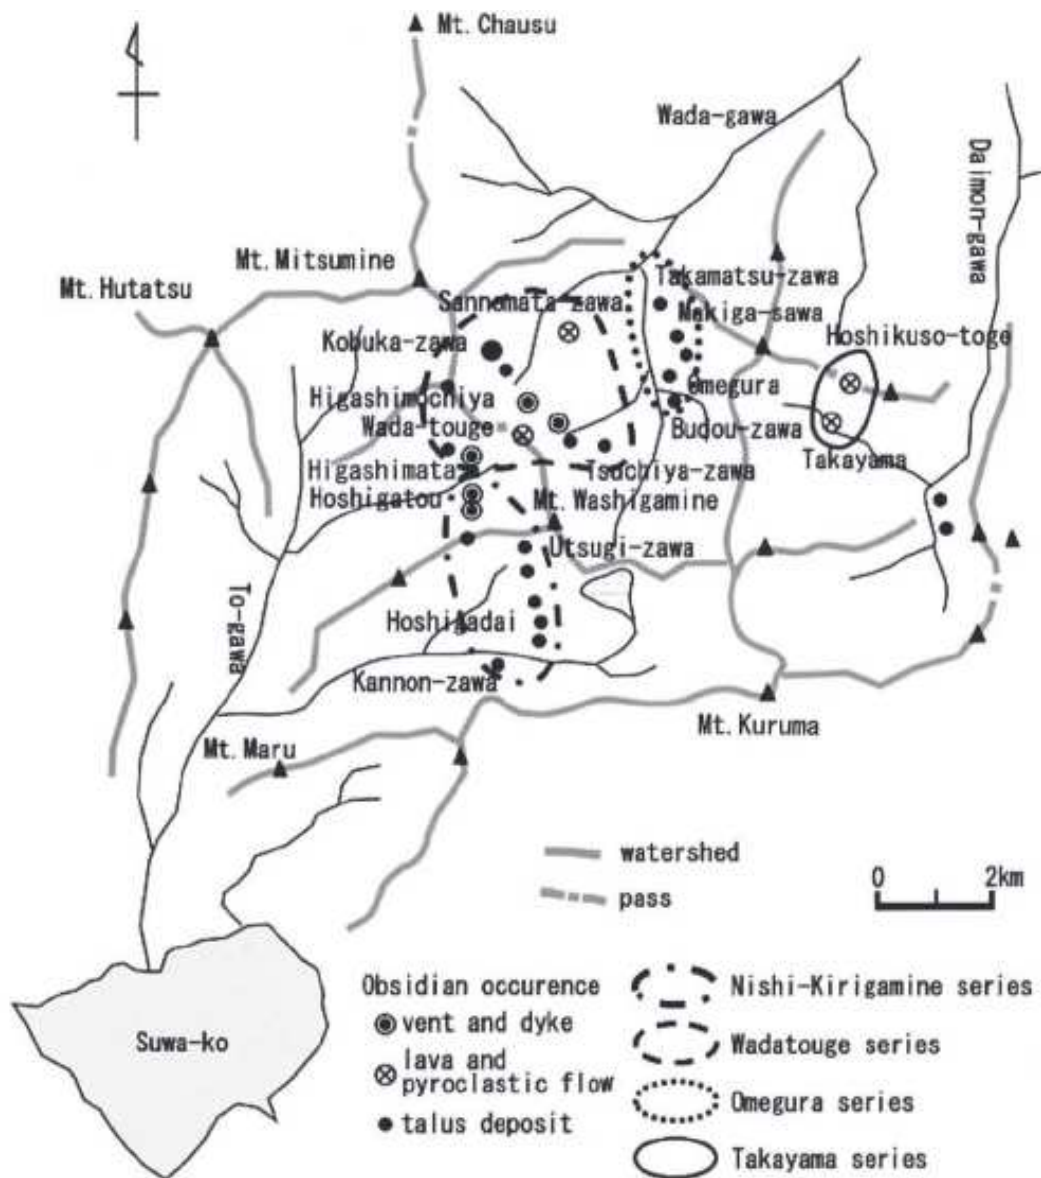 Mt. Chausu
Wada-gawa
Daimon-gawa
Mt. Mitsumine
Mt. Hutatsu
Takamatsu-zawa
Sannomata-zawa
Makiga-sawa
Hoshikuso-toge
Kobuka-zawa
Omegura
Higashimochiya
Wada-touge
Budou-zawa
Takayama
Higashimata
Tsuchiya-zawa
Hoshigatou
Mt. Washigamine
Utsugi-zawa
To-gawa
Hoshigadai
Kannon-zawa
Mt. Kuruma
Mt. Maru
watershed
pass
0 2km
Suwa-ko
Obsidian occurence
vent and dyke
lava and
pyroclastic flow
talus deposit
Nishi-Kirigamine series
Wadatouge series
Omegura series
Takayama series